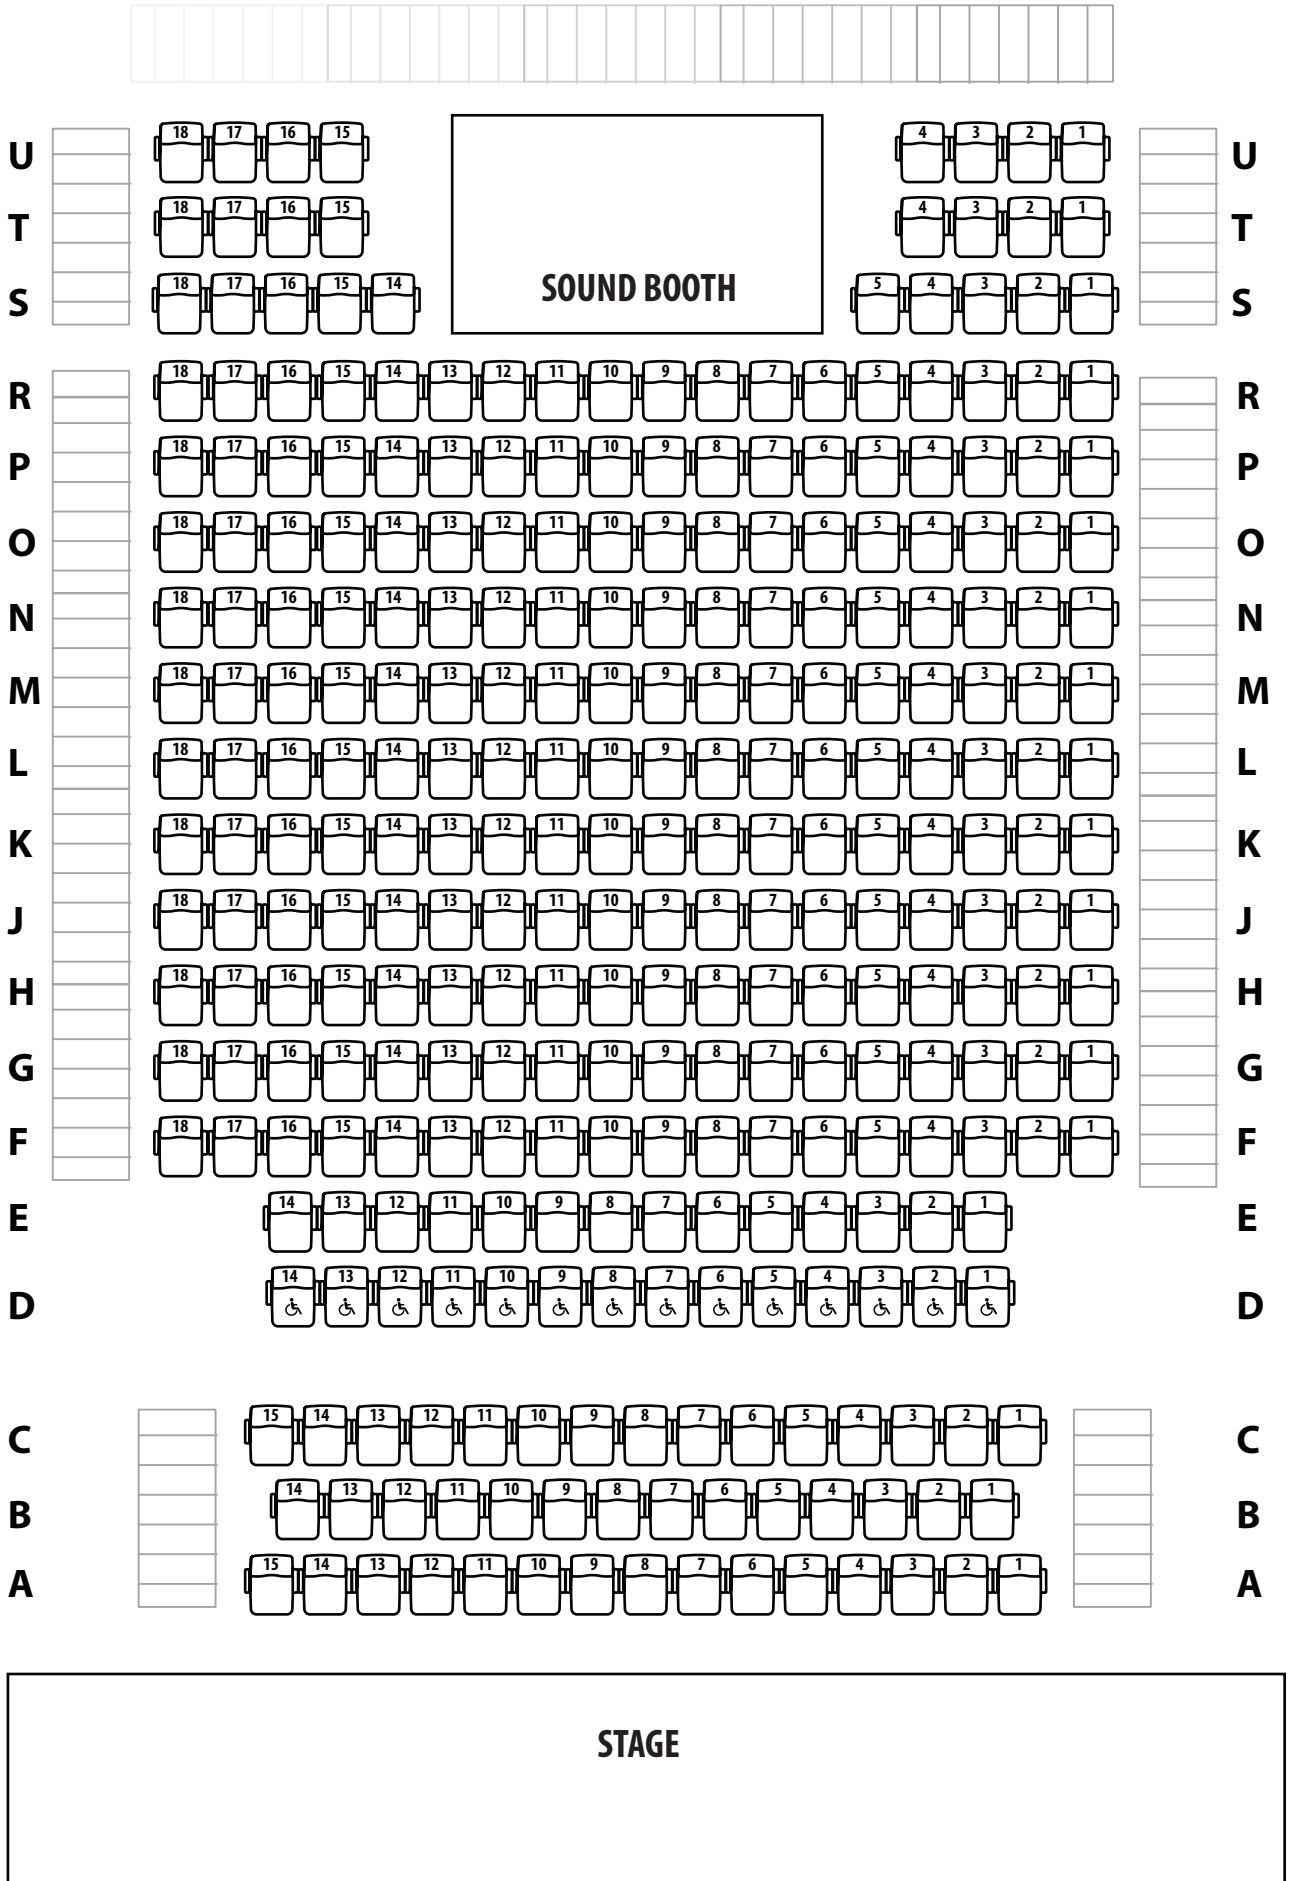 U 18 17 16 15 4 3 2 1 U
T 18 17 16 15 4 3 2 1 T
SOUND BOOTH
S 18 17 16 15 14 5 4 3 2 1 S
R 18 17 16 15 14 13 12 11 10 9 8 7 6 5 4 3 2 1 R
P 18 17 16 15 14 13 12 11 10 9 8 7 6 5 4 3 2 1 P
O 18 17 16 15 14 13 12 11 10 9 8 7 6 5 4 3 2 1 O
N 18 17 16 15 14 13 12 11 10 9 8 7 6 5 4 3 2 1 N
M 18 17 16 15 14 13 12 11 10 9 8 7 6 5 4 3 2 1 M
L 18 17 16 15 14 13 12 11 10 9 8 7 6 5 4 3 2 1 L
K 18 17 16 15 14 13 12 11 10 9 8 7 6 5 4 3 2 1 K
J 18 17 16 15 14 13 12 11 10 9 8 7 6 5 4 3 2 1 J
H 18 17 16 15 14 13 12 11 10 9 8 7 6 5 4 3 2 1 H
G 18 17 16 15 14 13 12 11 10 9 8 7 6 5 4 3 2 1 G
F 18 17 16 15 14 13 12 11 10 9 8 7 6 5 4 3 2 1 F
E 14 13 12 11 10 9 8 7 6 5 4 3 2 1 E
D 14 13 12 11 10 9 8 7 6 5 4 3 2 1 D
C 15 14 13 12 11 10 9 8 7 6 5 4 3 2 1 C
B 14 13 12 11 10 9 8 7 6 5 4 3 2 1 B
A 15 14 13 12 11 10 9 8 7 6 5 4 3 2 1 A
STAGE